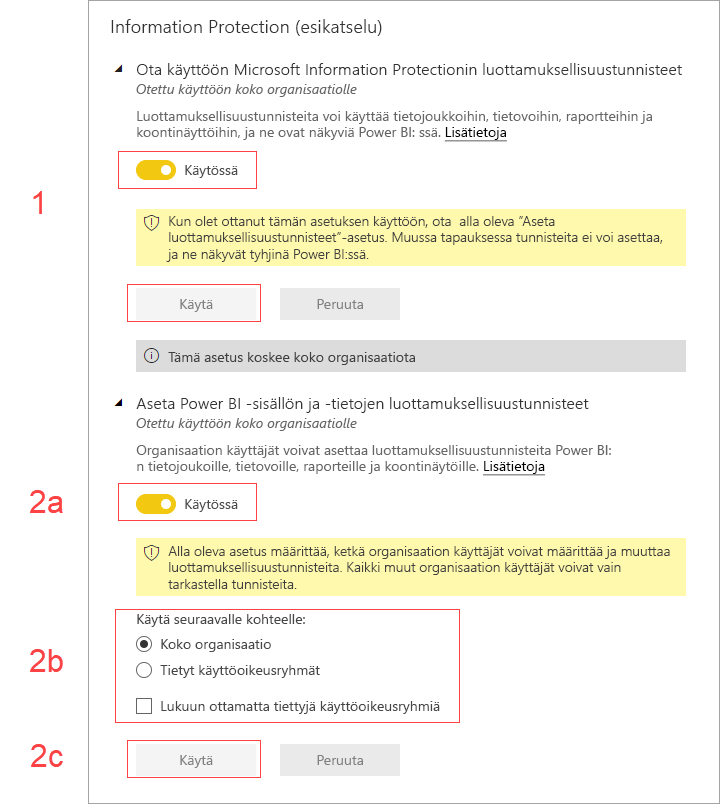 Information Protection (esikatselu)
Ota käyttöön Microsoft Information Protectionin luottamuksellisuustunnisteet
Otettu käyttöön koko organisaatiolle
Luottamuksellisuustunnisteita voi käyttää tietojoukkoihin, tietovoihin, raportteihin ja
koontinäyttöihin, ja ne ovat näkyviä Power BI: ssä. Lisätietoja
Käytössä
1
Kun olet ottanut tämän asetuksen käyttöön, ota  alla oleva ”Aseta
luottamuksellisuustunnisteet”-asetus. Muussa tapauksessa tunnisteita ei voi asettaa,
ja ne näkyvät tyhjinä Power BI:ssä.
Käytä
Peruuta
Tämä asetus koskee koko organisaatiota
Aseta Power BI -sisällön ja -tietojen luottamuksellisuustunnisteet
Otettu käyttöön koko organisaatiolle
Organisaation käyttäjät voivat asettaa luottamuksellisuustunnisteita Power BI:
n tietojoukoille, tietovoille, raporteille ja koontinäytöille. Lisätietoja
2a
Käytössä
Alla oleva asetus määrittää, ketkä organisaation käyttäjät voivat määrittää ja muuttaa
luottamuksellisuustunnisteita. Kaikki muut organisaation käyttäjät voivat vain
tarkastella tunnisteita.
Käytä seuraavalle kohteelle:
Koko organisaatio
2b
Tietyt käyttöoikeusryhmät
Lukuun ottamatta tiettyjä käyttöoikeusryhmiä
2c
Käytä
Peruuta